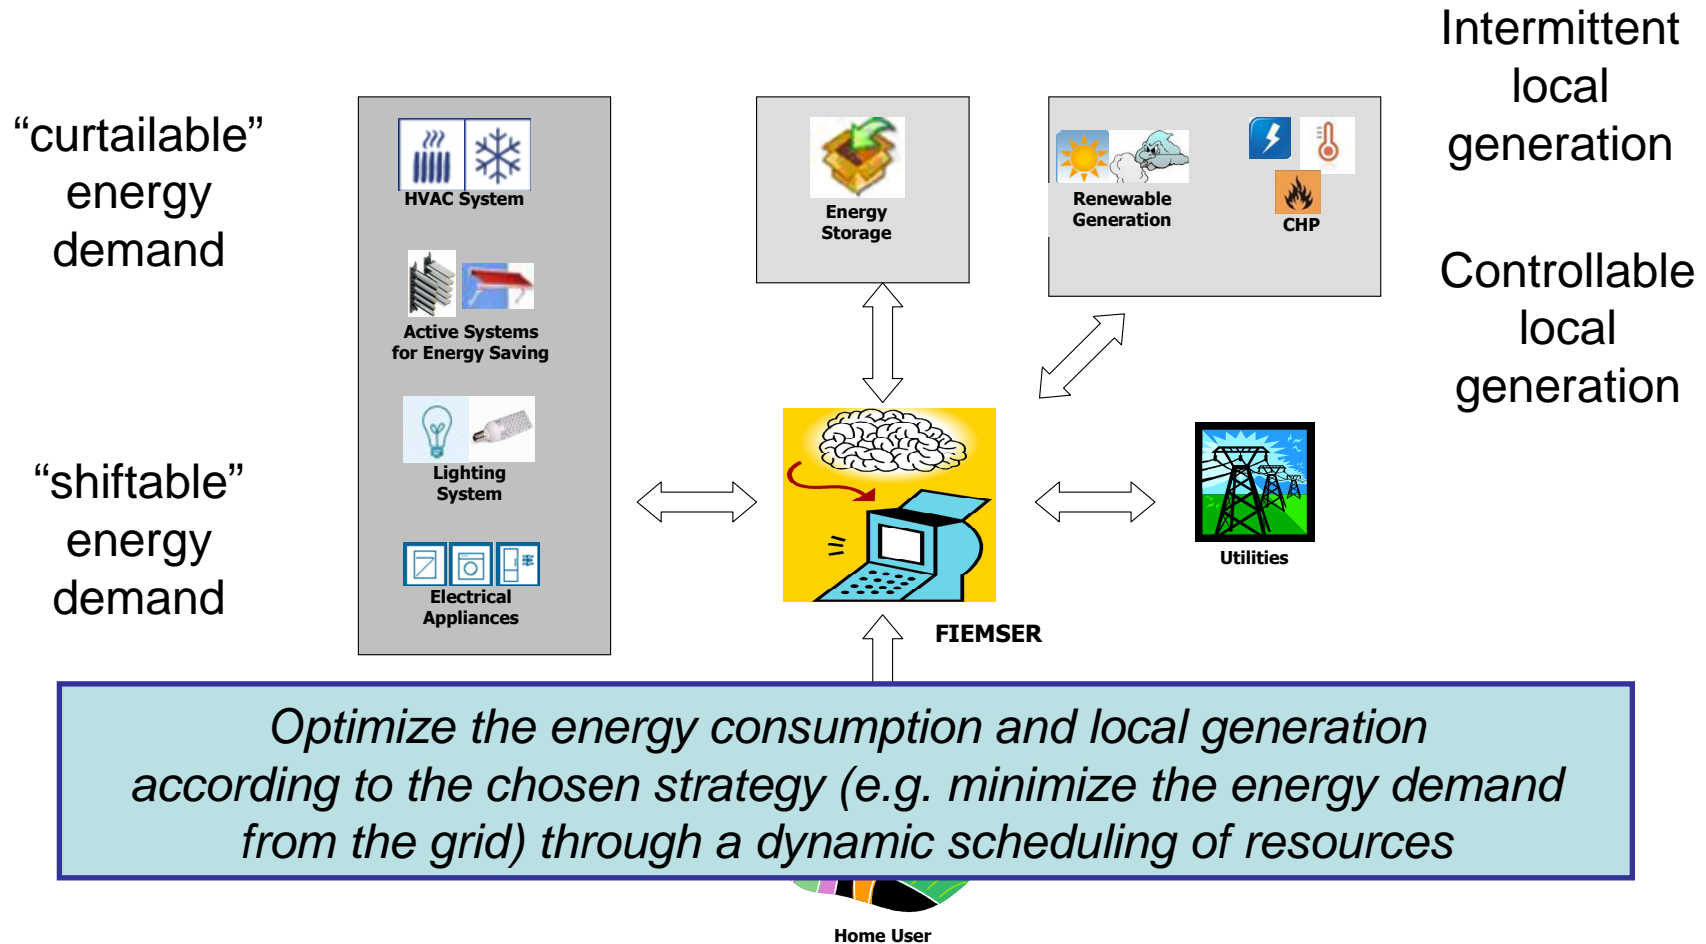 “curtailable”
energy
demand
“shiftable”
energy
demand
HVAC System
Active Systems
for Energy Saving
Lighting
System
Electrical
Appliances
Energy
Storage
Renewable
Generation
CHP
Intermittent
local
generation
Controllable
local
generation
Utilities
FIEMSER
Optimize the energy consumption and local generation
according to the chosen strategy (e.g. minimize the energy demand
from the grid) through a dynamic scheduling of resources
Home User